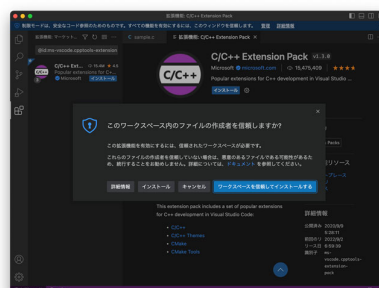 拡張機能: C/C++ Extension Pack
制限モードは、安全なコード参照のためのものです。すべての機能を有効にするには、このウィンドウを信頼します。 管理 詳細情報
sample.c
拡張機能: C/C++ Extension Pack
@id:ms-vscode.cpptools-extension
C/C++ Ext...
Popular extensions for C+...
Microsoft
インストール
C/C++
C/C++ Extension Pack v1.3.0
Microsoft microsoft.com 15,475,409
Popular extensions for C++ development in Visual Studio ...
インストール
このワークスペース内のファイルの作成者を信頼しますか?
この拡張機能を有効にするには、信頼されたワークスペースが必要です。
これらのファイルの作成者を信頼していない場合は、悪意のあるファイルである可能性があるため、続行することをお勧めしません。詳細については、ドキュメント を参照してください。
詳細情報 インストール キャンセル ワークスペースを信頼してインストールする
This extension pack includes a set of popular extensions
for C++ development in Visual Studio Code:
C/C++
C/C++ Themes
CMake
CMake Tools
詳細情報
識別子 ms-
vscode.cpptools-
extension-
pack